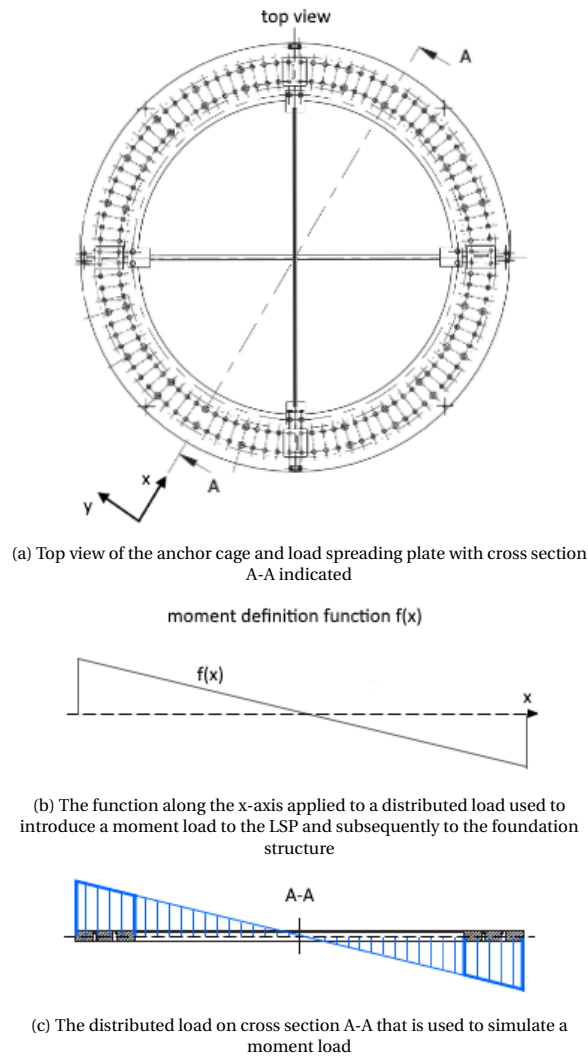 top view
A
x
A
y
(a) Top view of the anchor cage and load spreading plate with cross section
A-A indicated
moment definition function f(x)
f(x)
x
(b) The function along the x-axis applied to a distributed load used to
introduce a moment load to the LSP and subsequently to the foundation
structure
A-A
(c) The distributed load on cross section A-A that is used to simulate a
moment load